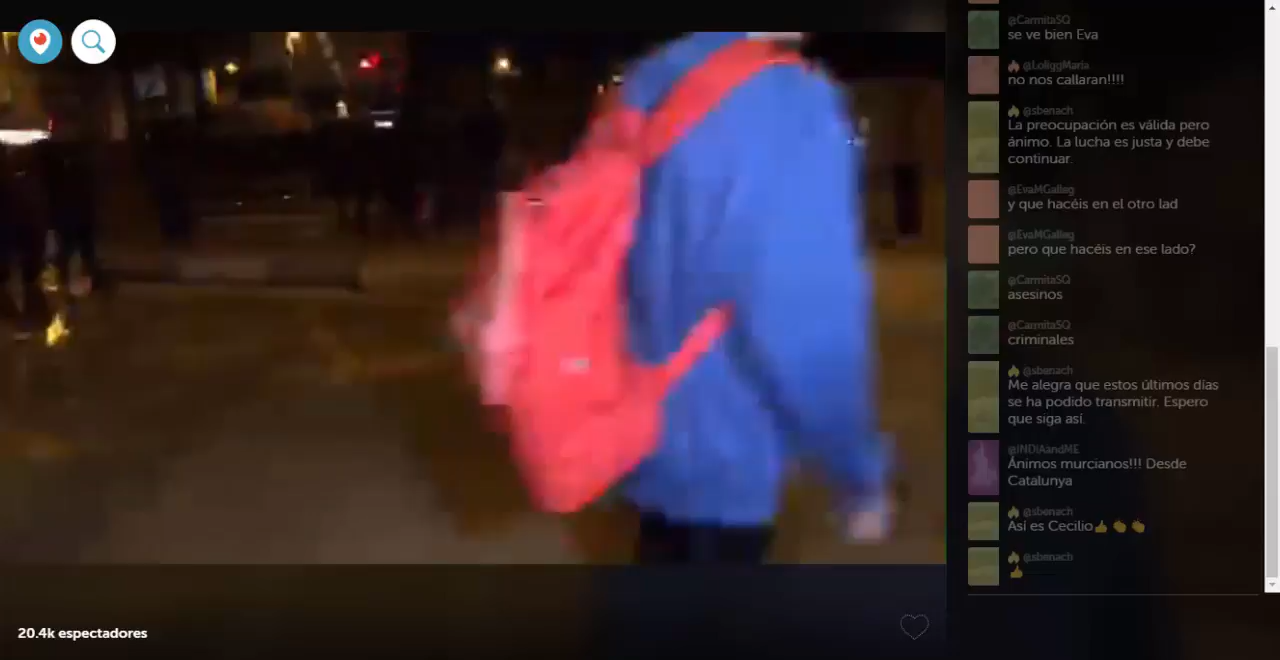 @CarmitaSQ
se ve bien Eva
@LoliggMaria
no nos callaran!!!!
@sbenach
La preocupación es válida pero
ánimo. La lucha es justa y debe
continuar.
@EvaMGalleg
y que hacéis en el otro lad
@EvaMGalleg
pero que hacéis en ese lado?
@CarmitaSQ
asesinos
@CarmitaSQ
criminales
@sbenach
Me alegra que estos últimos días
se ha podido transmitir. Espero
que siga así.
@INDIAandME
Ánimos murcianos!!! Desde
Catalunya
@sbenach
Así es Cecilio👍👏👏
@sbenach
👍
20.4k espectadores